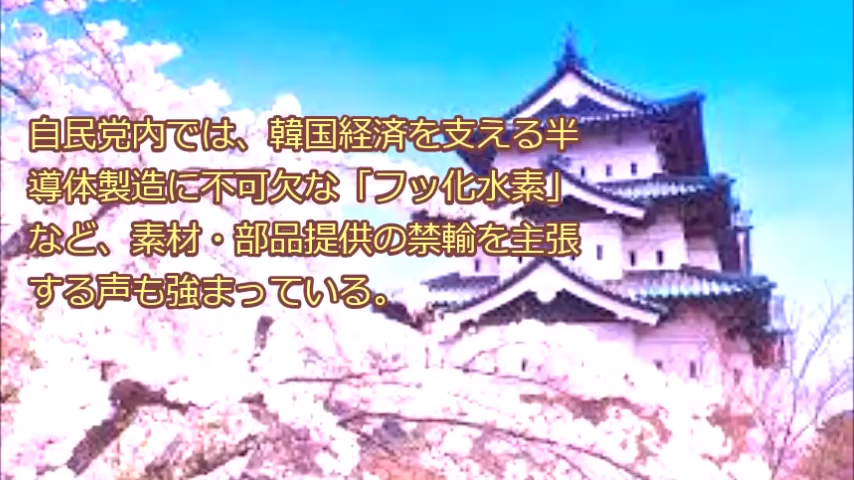 自民党内では、韓国経済を支える半
導体製造に不可欠な「フッ化水素」
など、素材・部品提供の禁輸を主張
する声も強まっている。